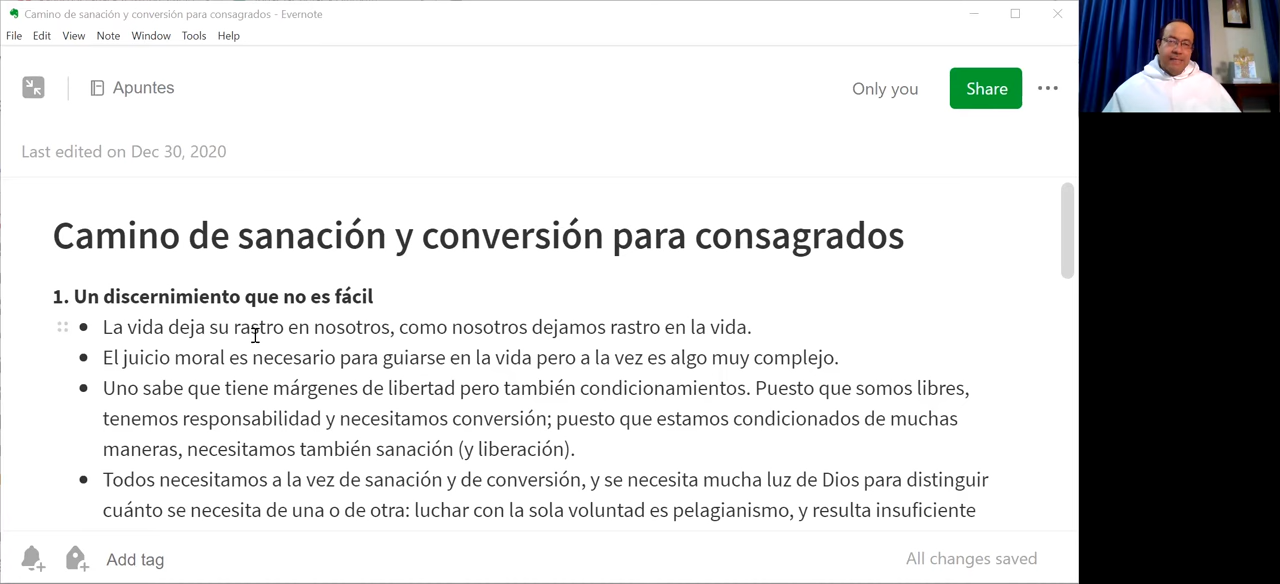 Camino de sanación y conversión para consagrados - Evernote
File Edit View Note Window Tools Help
Apuntes
Only you
Share
Last edited on Dec 30, 2020
Camino de sanación y conversión para consagrados
1. Un discernimiento que no es fácil
La vida deja su rastro en nosotros, como nosotros dejamos rastro en la vida.
El juicio moral es necesario para guiarse en la vida pero a la vez es algo muy complejo.
Uno sabe que tiene márgenes de libertad pero también condicionamientos. Puesto que somos libres,
tenemos responsabilidad y necesitamos conversión; puesto que estamos condicionados de muchas
maneras, necesitamos también sanación (y liberación).
Todos necesitamos a la vez de sanación y de conversión, y se necesita mucha luz de Dios para distinguir
cuánto se necesita de una o de otra: luchar con la sola voluntad es pelagianismo, y resulta insuficiente
Add tag
All changes saved